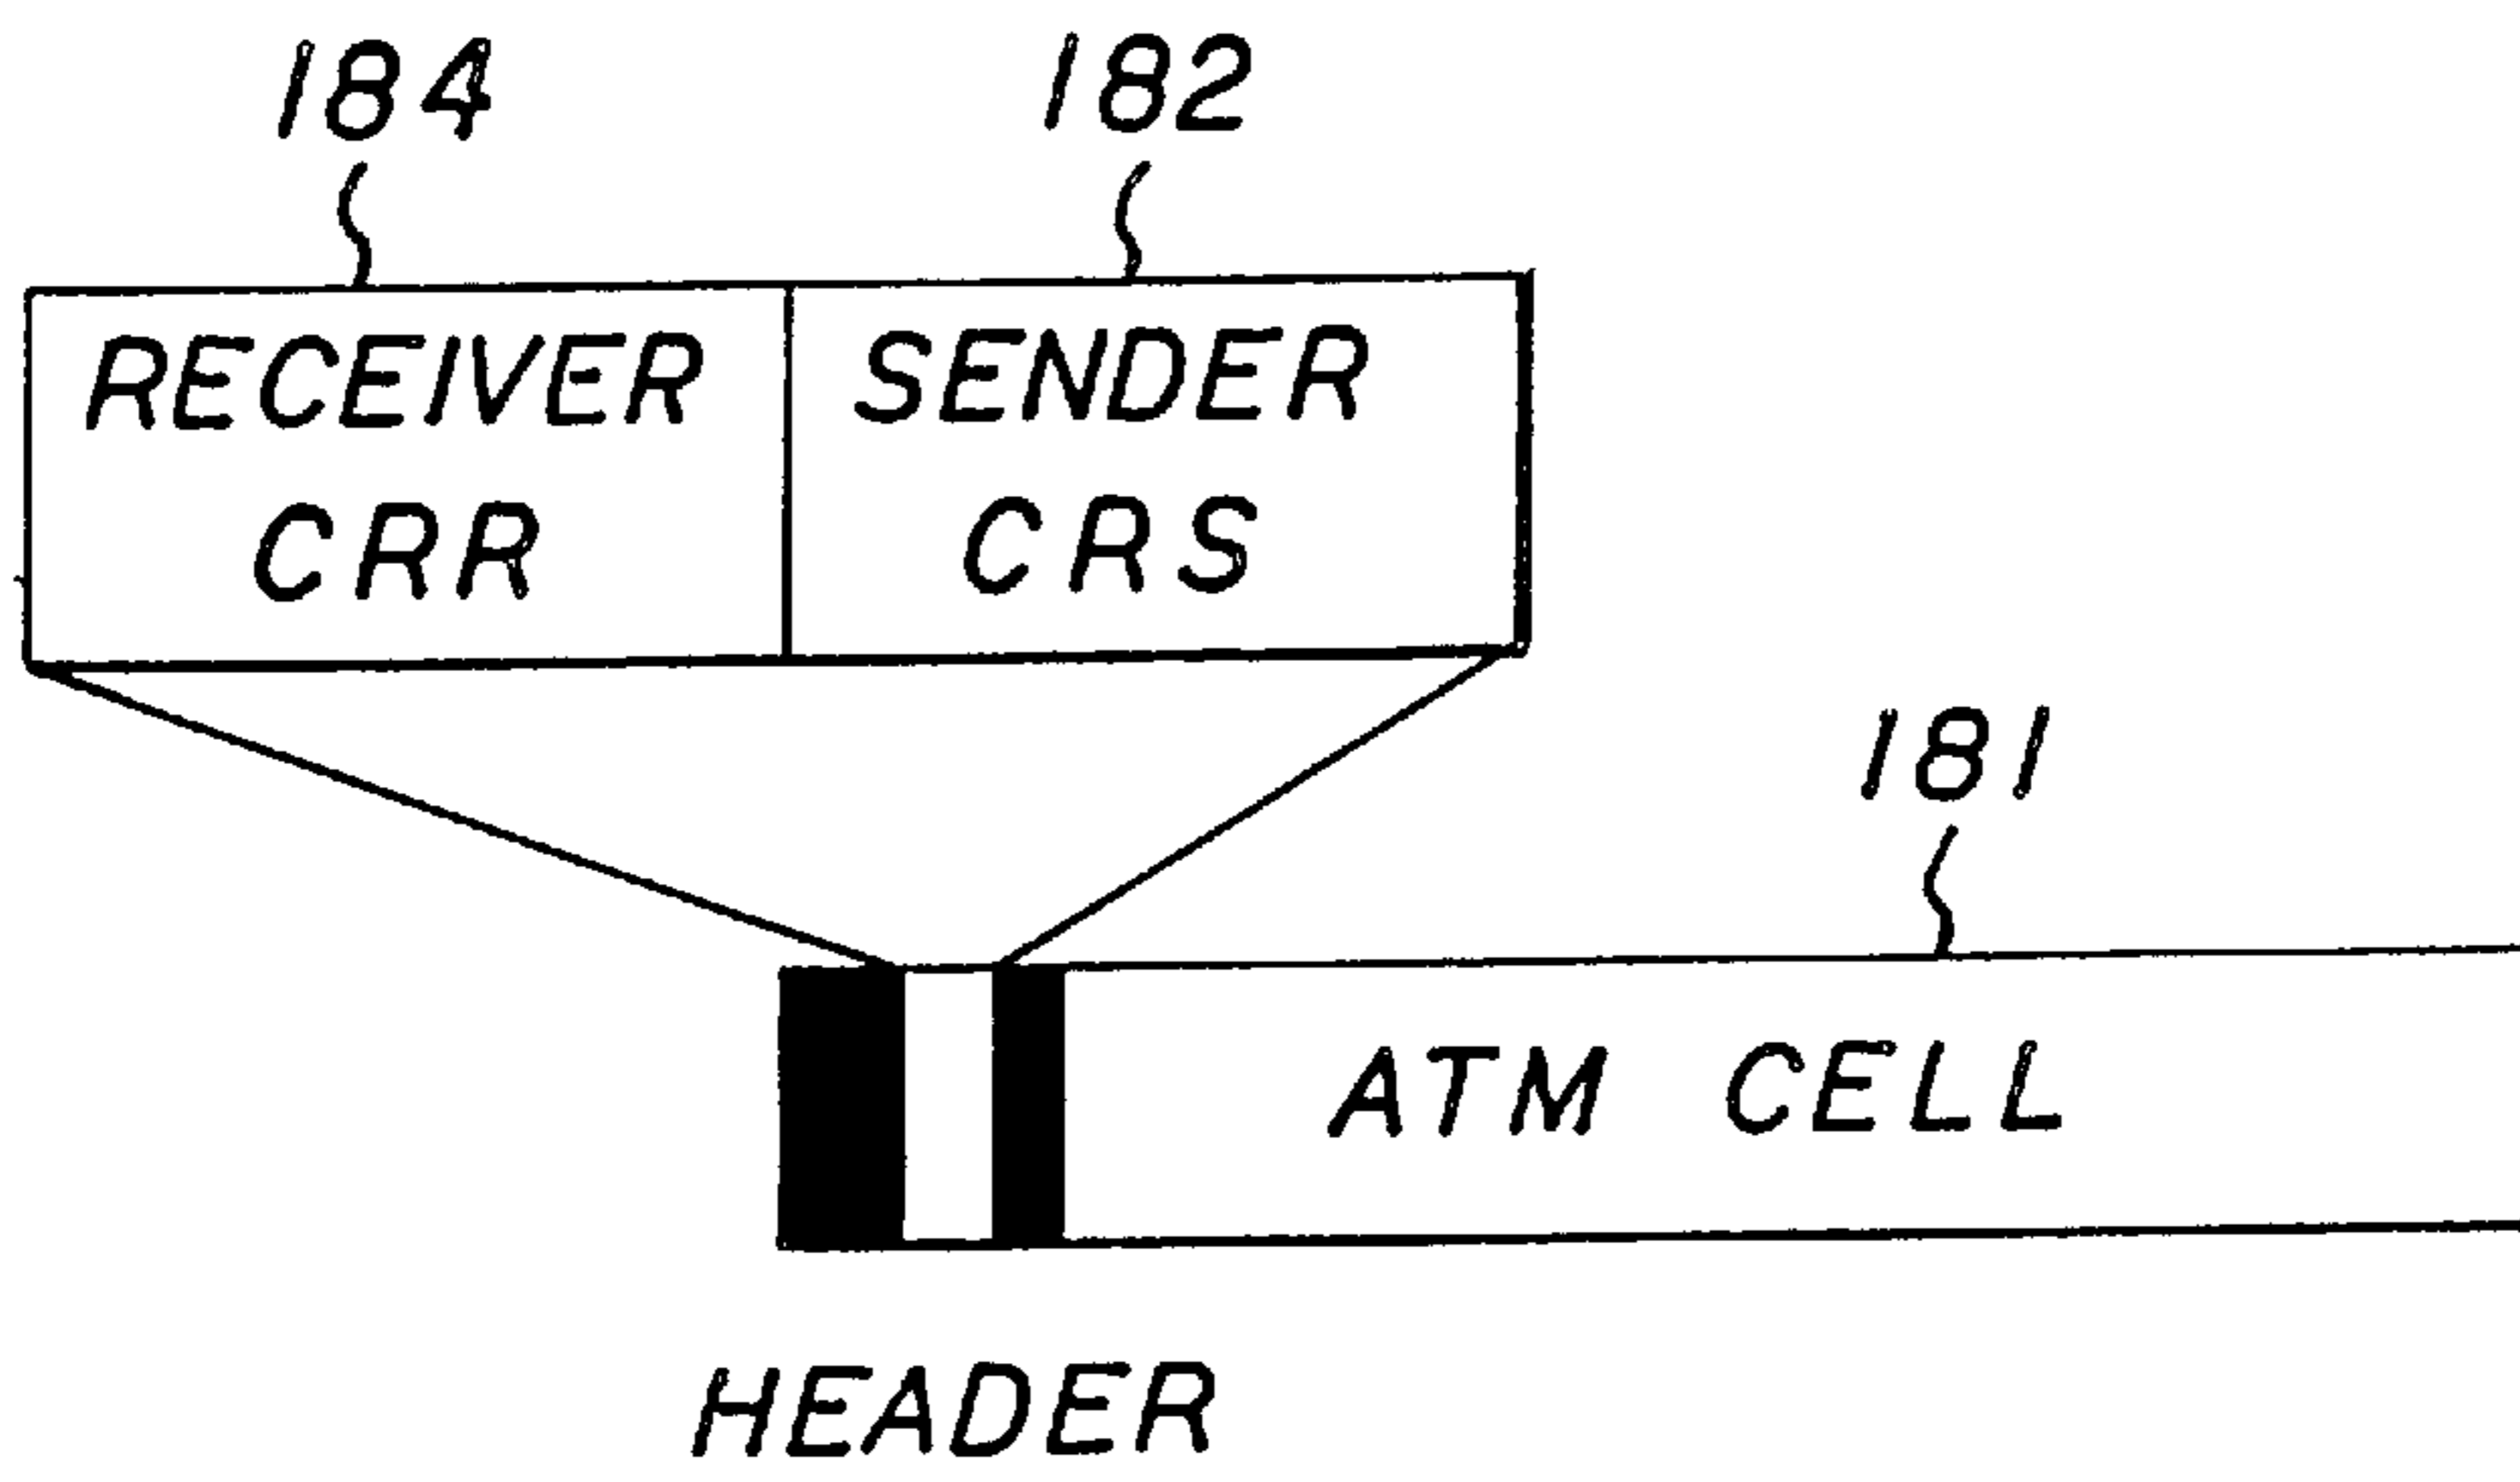 184
182
RECEIVER
CRR
SENDER
CRS
181
ATM CELL
HEADER